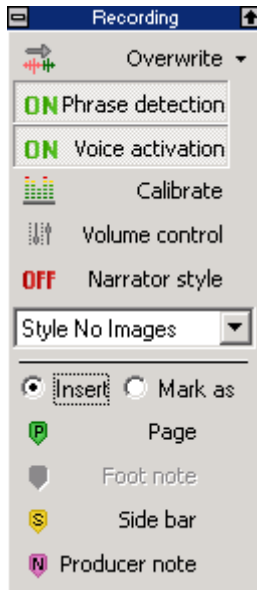 Recording
Overwrite
ON Phrase detection
ON Voice activation
Calibrate
Volume control
OFF Narrator style
Style No Images
Insert Mark as
P Page
Foot note
S Side bar
N Producer note